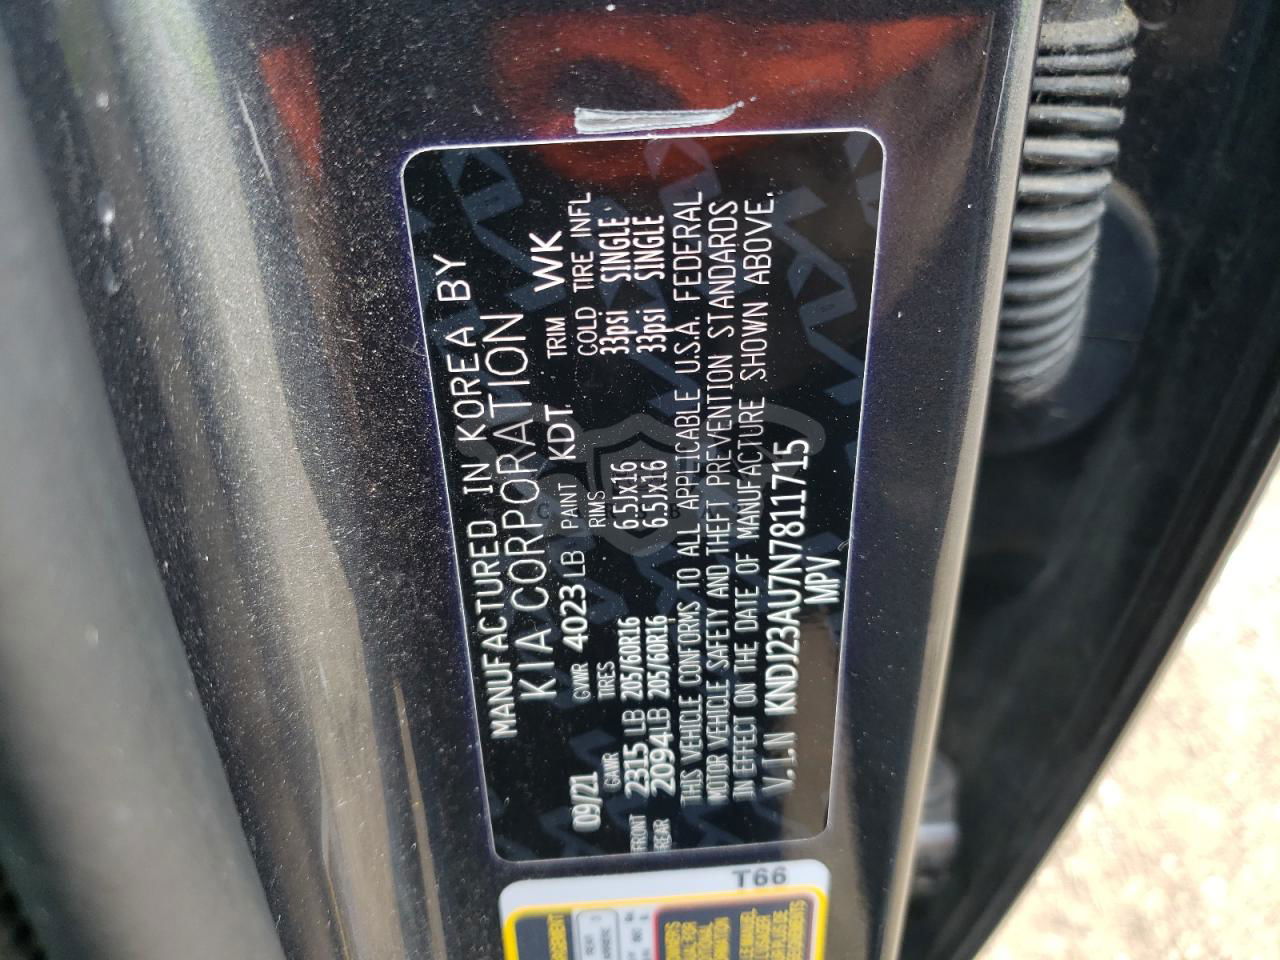 MANUFACTURED IN KOREA BY
KIA CORPORATION
09/21 GVWR 4023LB PAINT KDT TRIM WK
GAWR TIRES RIMS COLD TIRE INFL
FRONT 2315 LB 205/60R16 6.5Jx16 33psi SINGLE
REAR 2094LB 205/60R16 6.5Jx16 33psi SINGLE
THIS VEHICLE CONFORMS TO ALL APPLICABLE U.S.A. FEDERAL
MOTOR VEHICLE SAFETY AND THEFT PREVENTION STANDARDS
IN EFFECT ON THE DATE OF MANUFACTURE SHOWN ABOVE.
V.I.N KNDJ23AU7N7811715
MPV
T66